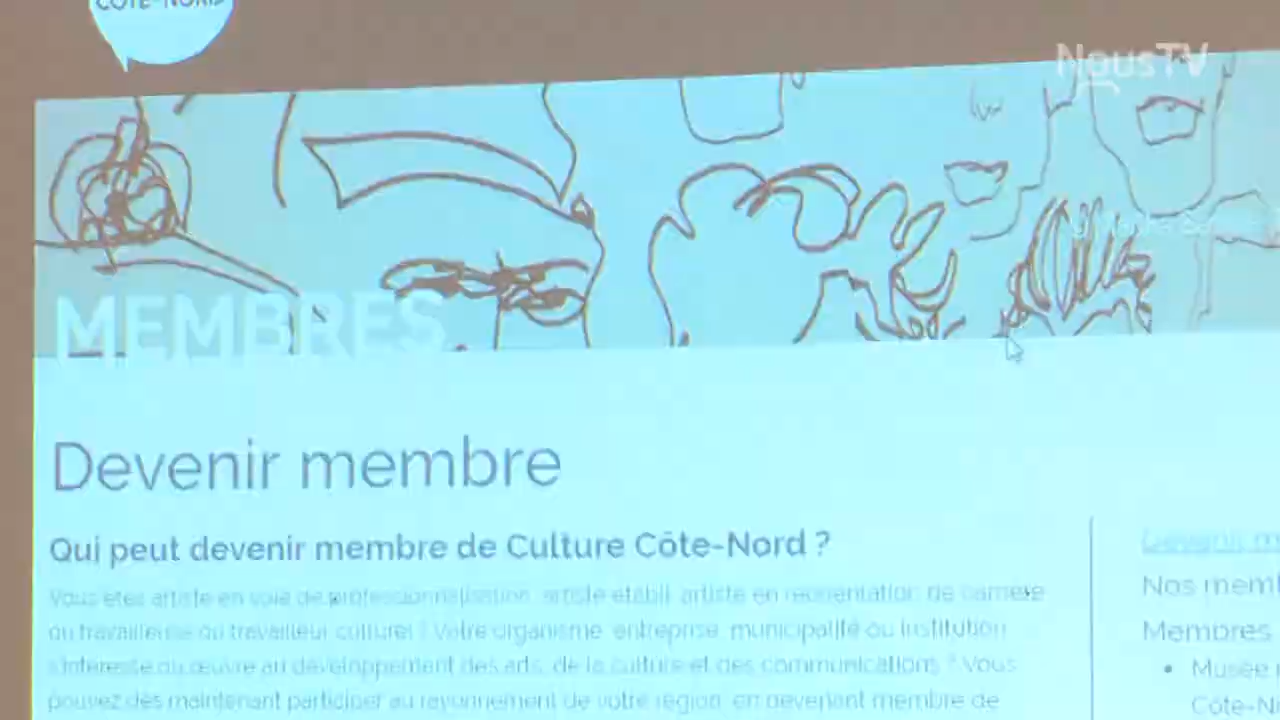 CÔTE-NORD
NousTV
MEMBRES
Devenir membre
Qui peut devenir membre de Culture Côte-Nord ?
Vous êtes artiste en voie de professionnalisation, artiste établi, artiste en réorientation de carrière
ou travailleuse ou travailleur culturel ? Votre organisme, entreprise, municipalité ou institution
s'intéresse ou œuvre au développement des arts, de la culture et des communications ? Vous
pouvez dès maintenant participer au rayonnement de votre région, en devenant membre de
Devenir m
Nos memb
Membres
• Musée
Côte-N